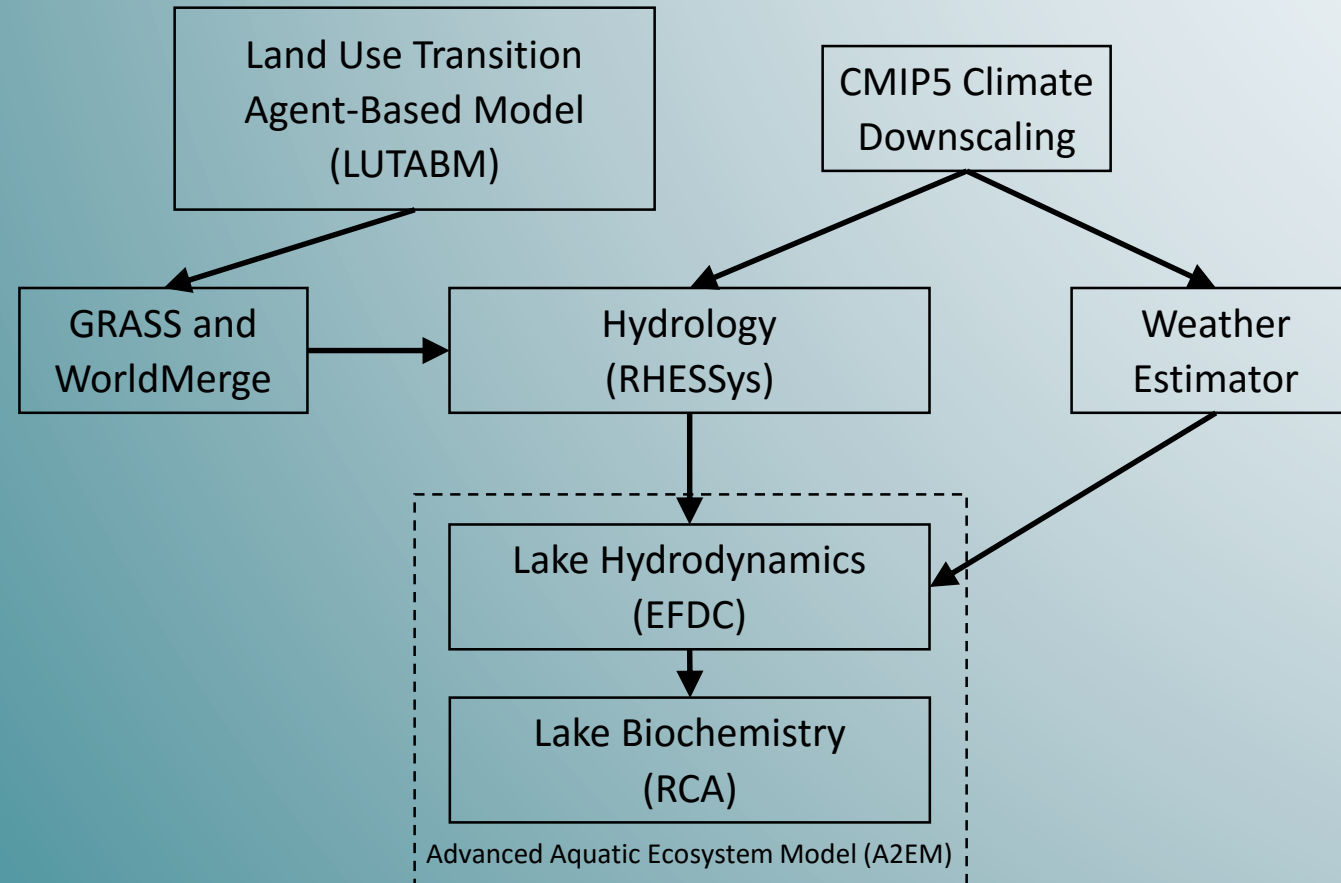 Land Use Transition
Agent-Based Model
(LUTABM)
CMIP5 Climate
Downscaling
GRASS and
WorldMerge
Hydrology
(RHESSys)
Weather
Estimator
Lake Hydrodynamics
(EFDC)
Lake Biochemistry
(RCA)
Advanced Aquatic Ecosystem Model (A2EM)